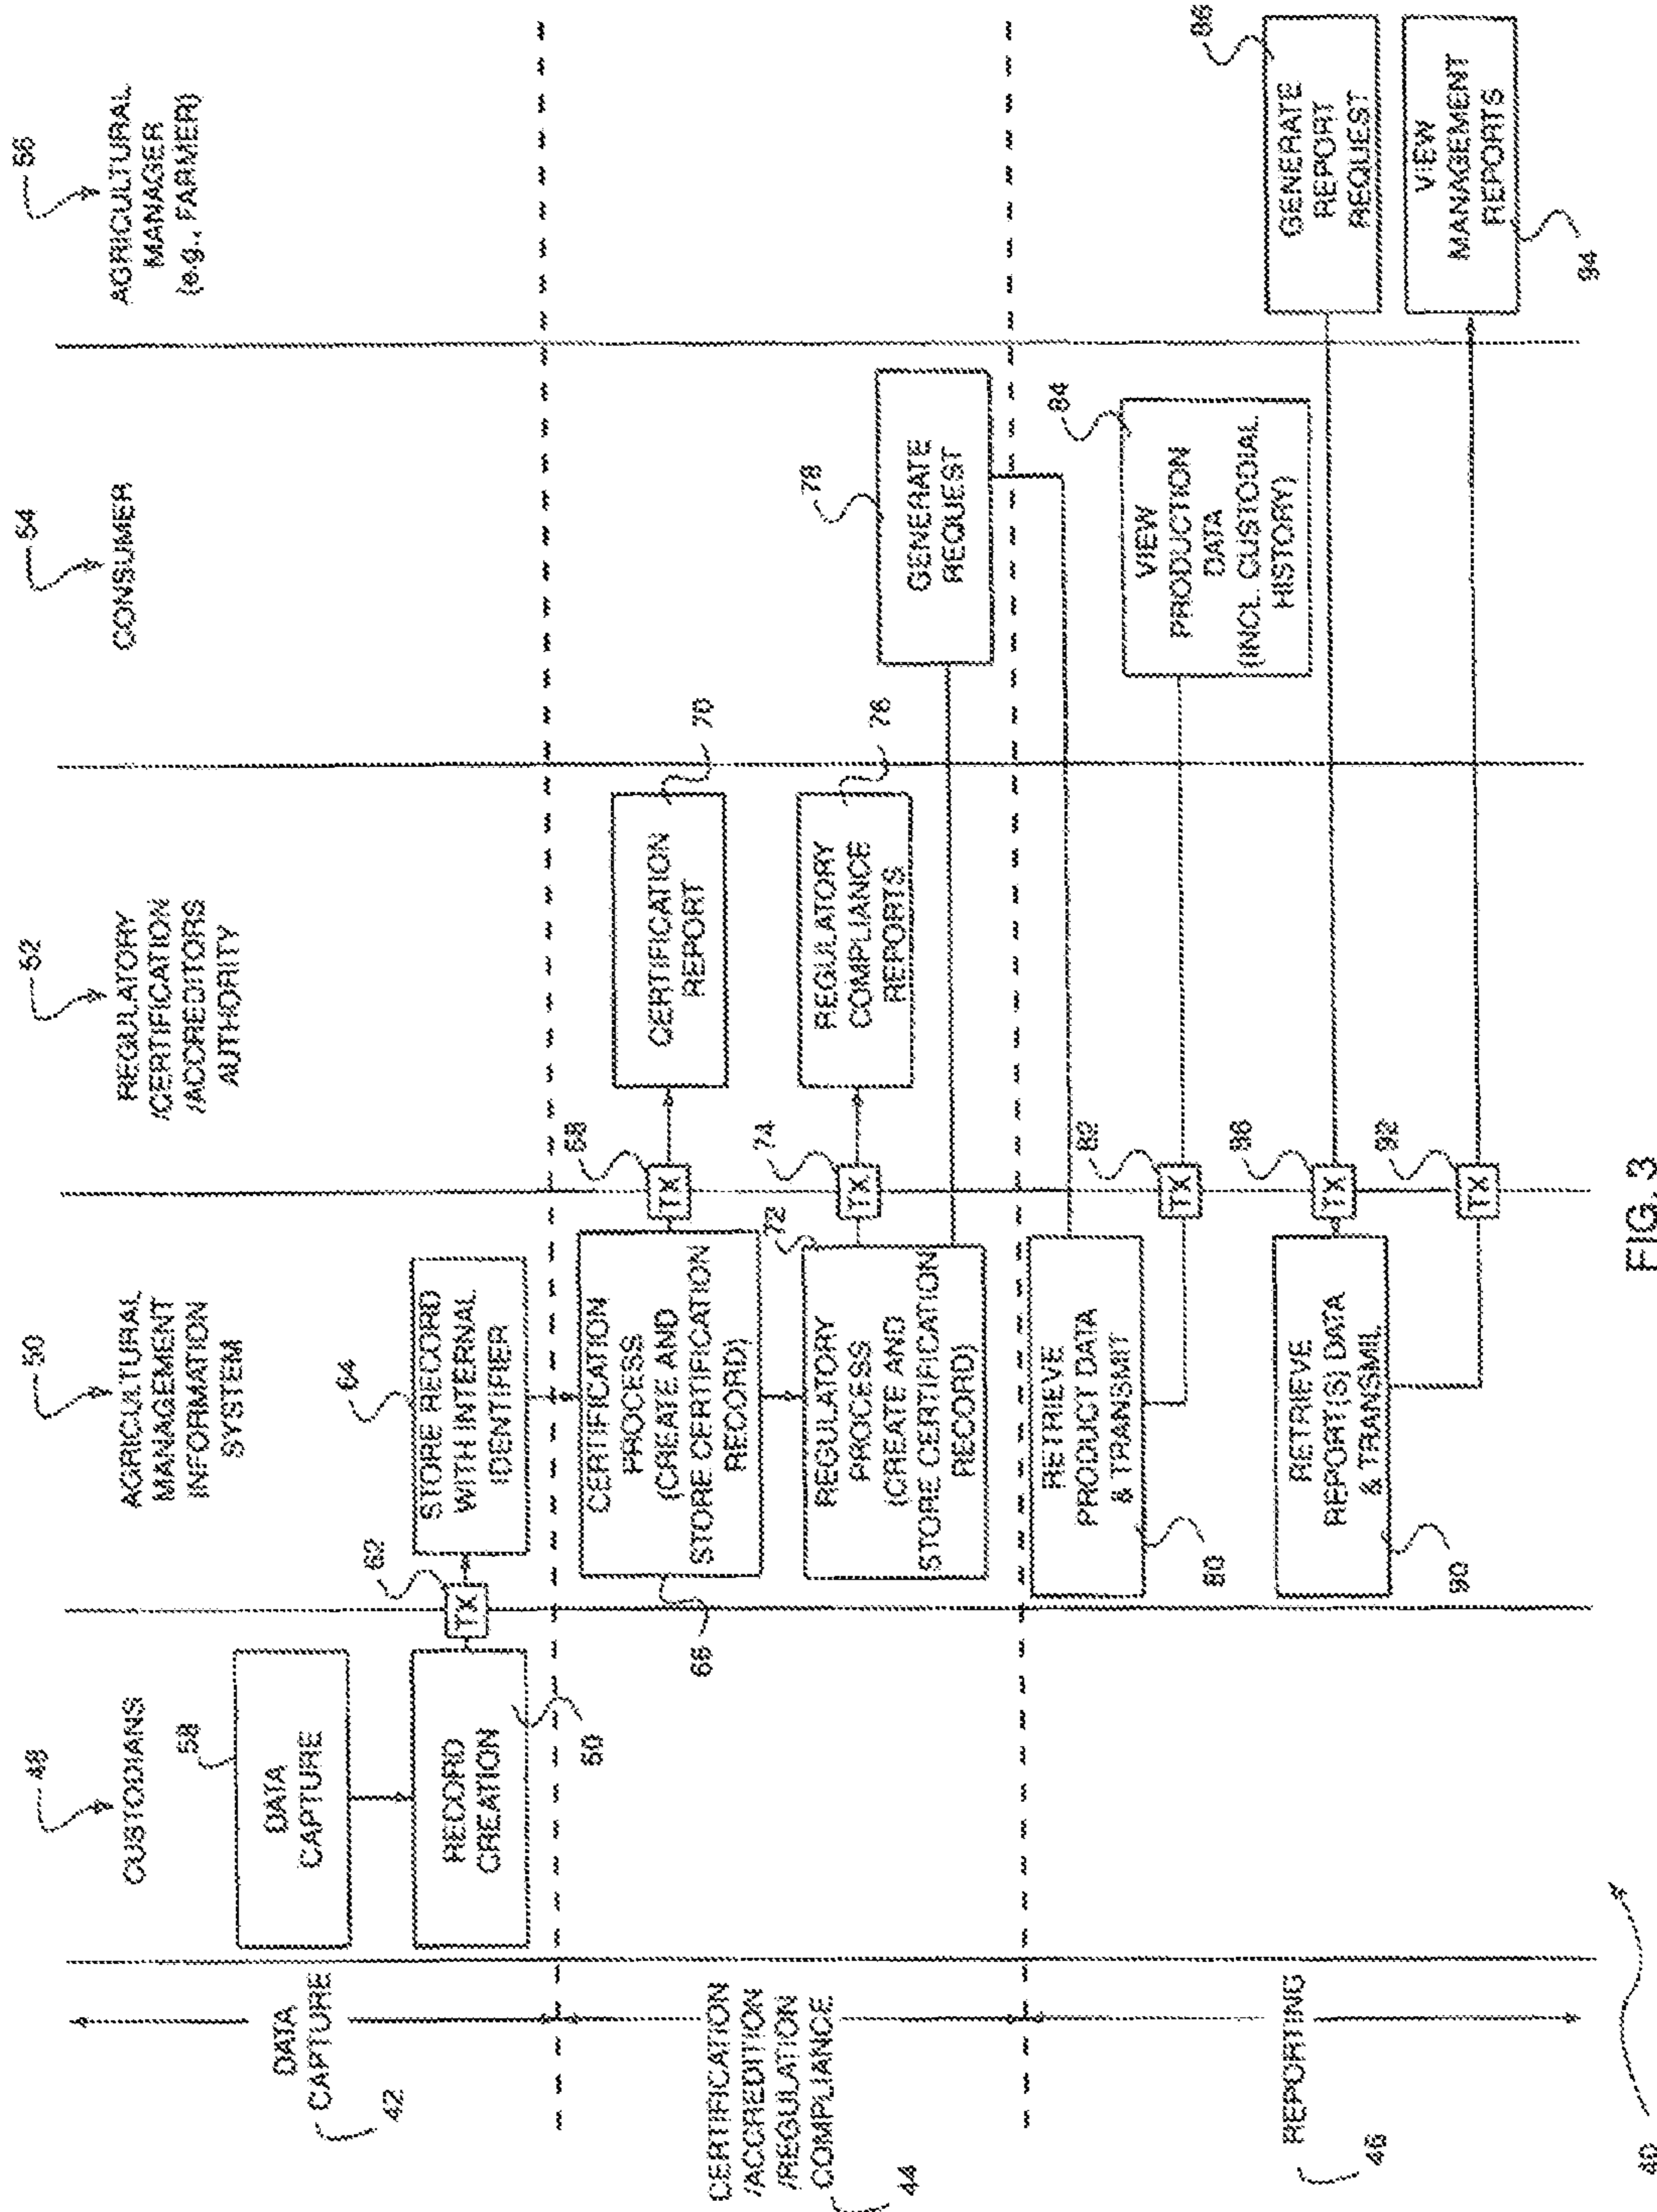 48
CUSTODIANS
50
AGRICULTURAL
MANAGEMENT
INFORMATION
SYSTEM
52
REGULATORY
/CERTIFICATION
/ACCREDITORS
AUTHORITY
54
CONSUMER
56
AGRICULTURAL
MANAGER
(e.g., FARMER)
DATA
CAPTURE
42
58
DATA
CAPTURE
RECORD
CREATION
60
62
TX
64
STORE RECORD
WITH INTERNAL
IDENTIFIER
CERTIFICATION
/ACCREDITION
/REGULATION
COMPLIANCE
44
66
CERTIFICATION
PROCESS
(CREATE AND
STORE CERTIFICATION
RECORD)
68
TX
CERTIFICATION
REPORT
70
72
REGULATORY
PROCESS
(CREATE AND
STORE CERTIFICATION
RECORD)
74
TX
REGULATORY
COMPLIANCE
REPORTS
76
78
GENERATE
REQUEST
REPORTING
46
RETRIEVE
PRODUCT DATA
& TRANSMIT
80
82
TX
84
VIEW
PRODUCTION
DATA
(INCL. CUSTODIAL
HISTORY)
86
GENERATE
REPORT
REQUEST
TX
RETRIEVE
REPORT(S) DATA
& TRANSMIL
90
92
TX
VIEW
MANAGEMENT
REPORTS
94
40
FIG. 3